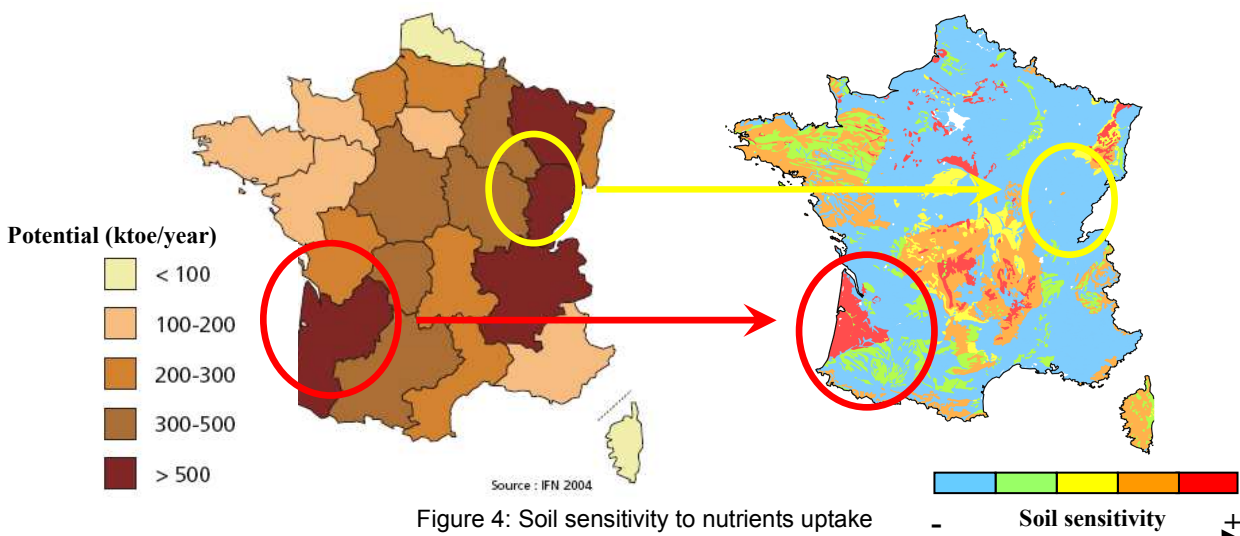 Potential (ktoe/year)
< 100
100-200
200-300
300-500
> 500
Source : IFN 2004
Figure 4: Soil sensitivity to nutrients uptake
- Soil sensitivity +